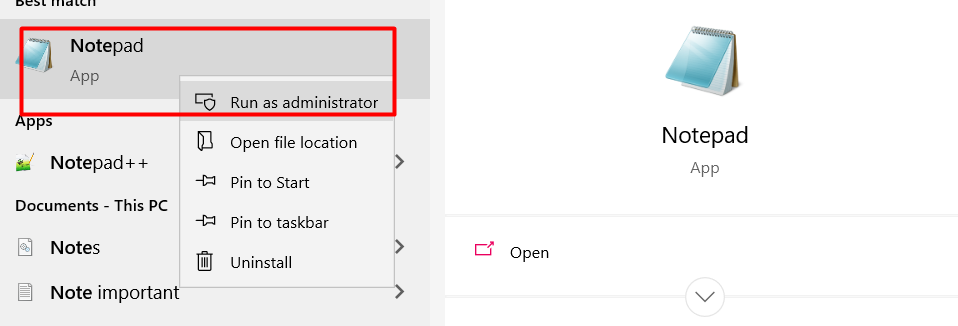 Best match
Notepad
App
Run as administrator
Apps
Open file location
Notepad++
Pin to Start
Documents - This PC
Pin to taskbar
Notes
Uninstall
Note important
Notepad
App
Open